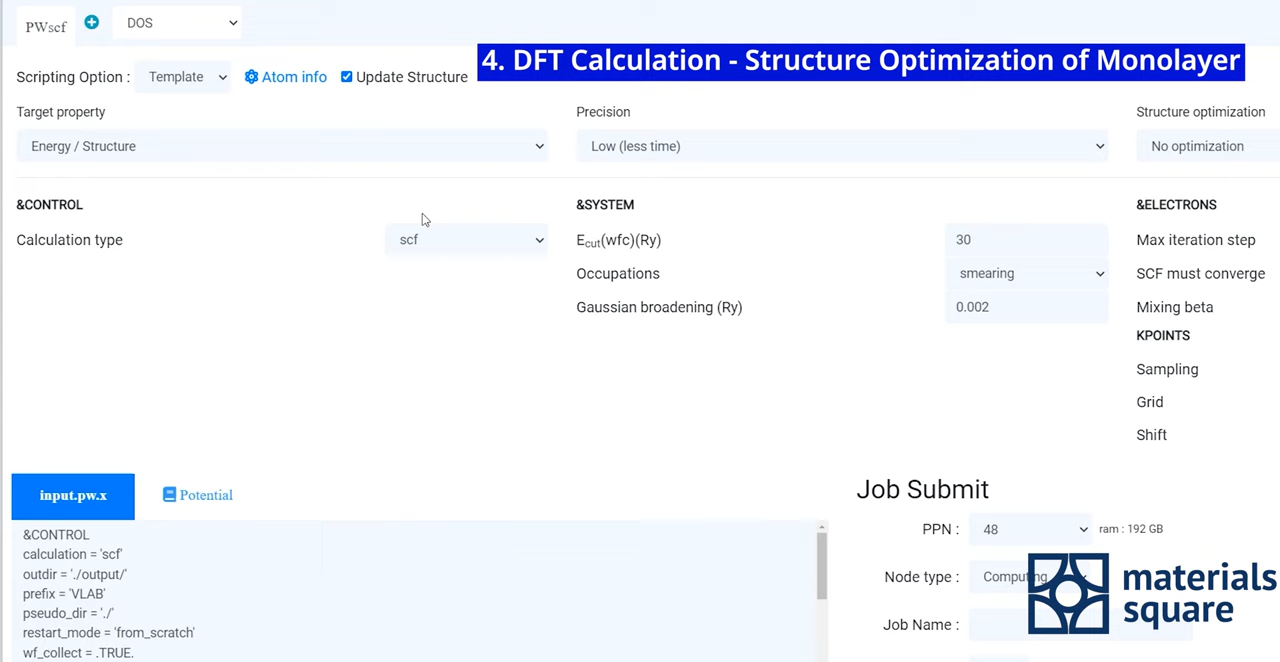 PWscf
DOS
4. DFT Calculation - Structure Optimization of Monolayer
Scripting Option : Template Atom info Update Structure
Target property
Energy / Structure
Precision
Low (less time)
Structure optimization
No optimization
&CONTROL
Calculation type scf
&SYSTEM
Ecut(wfc)(Ry) 30
Occupations smearing
Gaussian broadening (Ry) 0.002
&ELECTRONS
Max iteration step
SCF must converge
Mixing beta
KPOINTS
Sampling
Grid
Shift
input.pw.x Potential
&CONTROL
calculation = 'scf'
outdir = './output/'
prefix = 'VLAB'
pseudo_dir = './'
restart_mode = 'from_scratch'
wf_collect = .TRUE.
Job Submit
PPN : 48 ram : 192 GB
Node type : Computing
Job Name :
materials
square